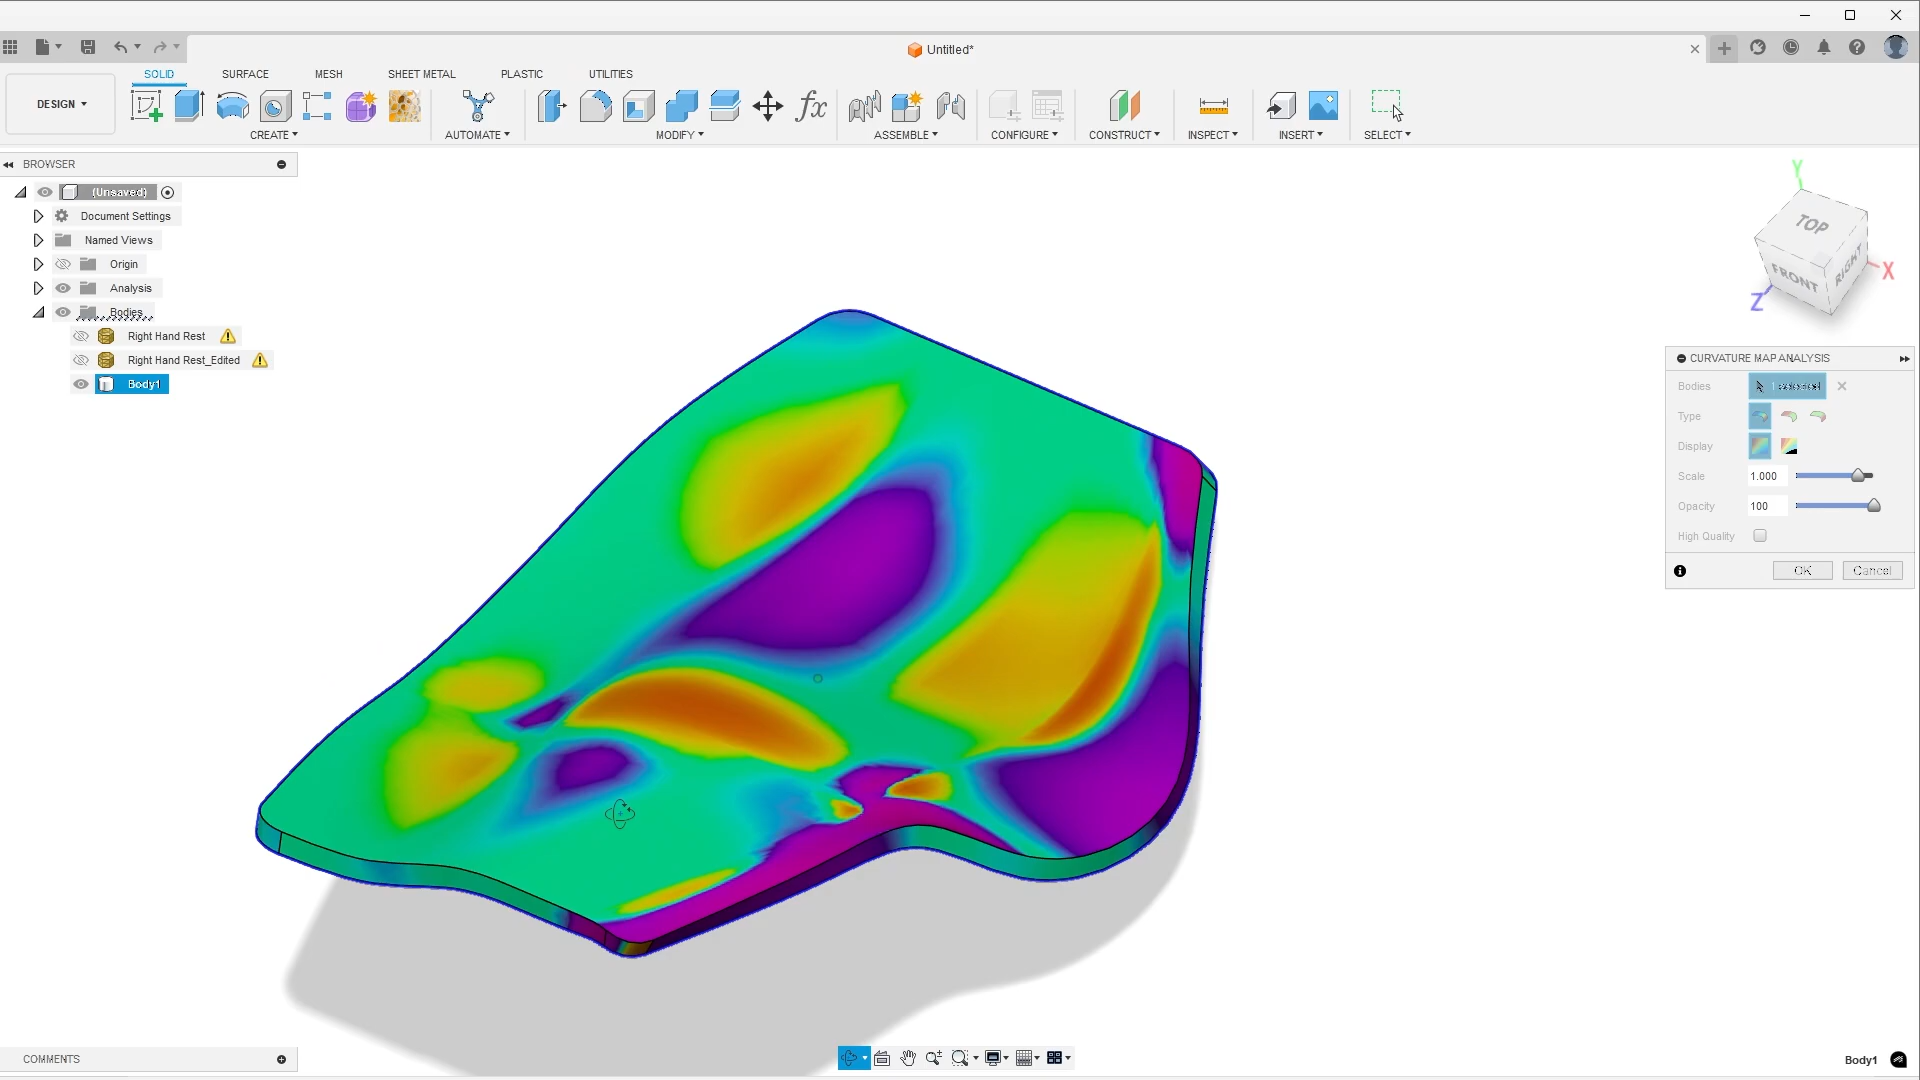 Untitled*
SOLID SURFACE MESH SHEET METAL PLASTIC UTILITIES
DESIGN
fx
CREATE AUTOMATE MODIFY ASSEMBLE CONFIGURE CONSTRUCT INSPECT INSERT SELECT
BROWSER
(Unsaved)
Document Settings
Named Views
Origin
Analysis
Bodies
Right Hand Rest
Right Hand Rest_Edited
Body1
Y
TOP
FRONT
RIGHT
X
Z
CURVATURE MAP ANALYSIS
Bodies 1 selected
Type
Display
Scale 1.000
Opacity 100
High Quality
OK Cancel
COMMENTS
Body1